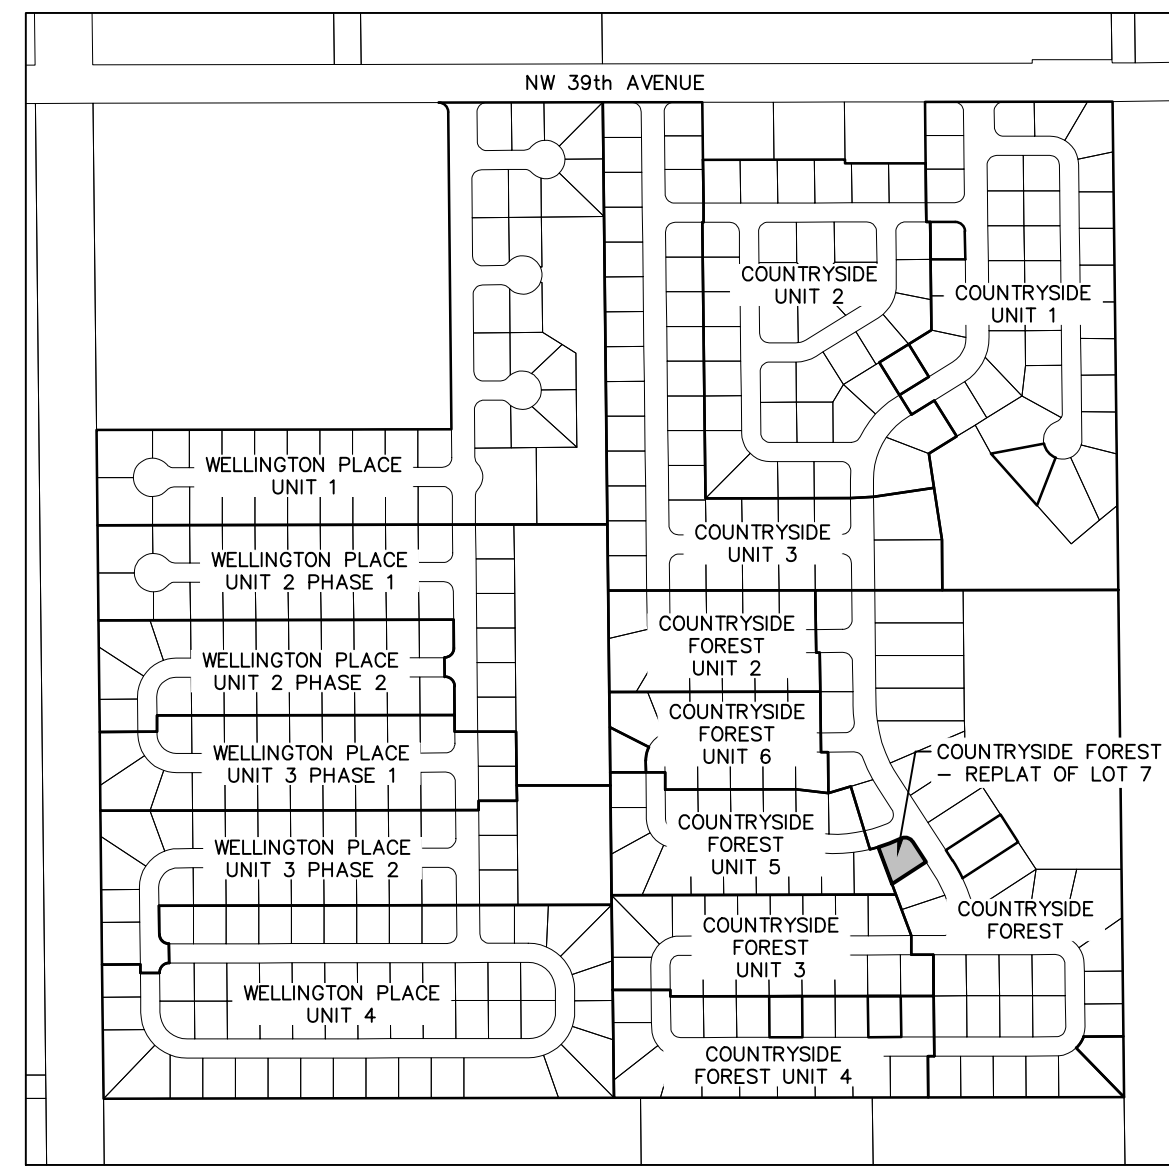 NW 39th AVENUE
COUNTRYSIDE
UNIT 2
COUNTRYSIDE
UNIT 1
WELLINGTON PLACE
UNIT 1
COUNTRYSIDE
UNIT 3
WELLINGTON PLACE
UNIT 2 PHASE 1
COUNTRYSIDE
FOREST
UNIT 2
WELLINGTON PLACE
UNIT 2 PHASE 2
COUNTRYSIDE
FOREST
UNIT 6
WELLINGTON PLACE
UNIT 3 PHASE 1
COUNTRYSIDE FOREST
– REPLAT OF LOT 7
COUNTRYSIDE
FOREST
UNIT 5
WELLINGTON PLACE
UNIT 3 PHASE 2
COUNTRYSIDE
FOREST
COUNTRYSIDE
FOREST
UNIT 3
WELLINGTON PLACE
UNIT 4
COUNTRYSIDE
FOREST UNIT 4